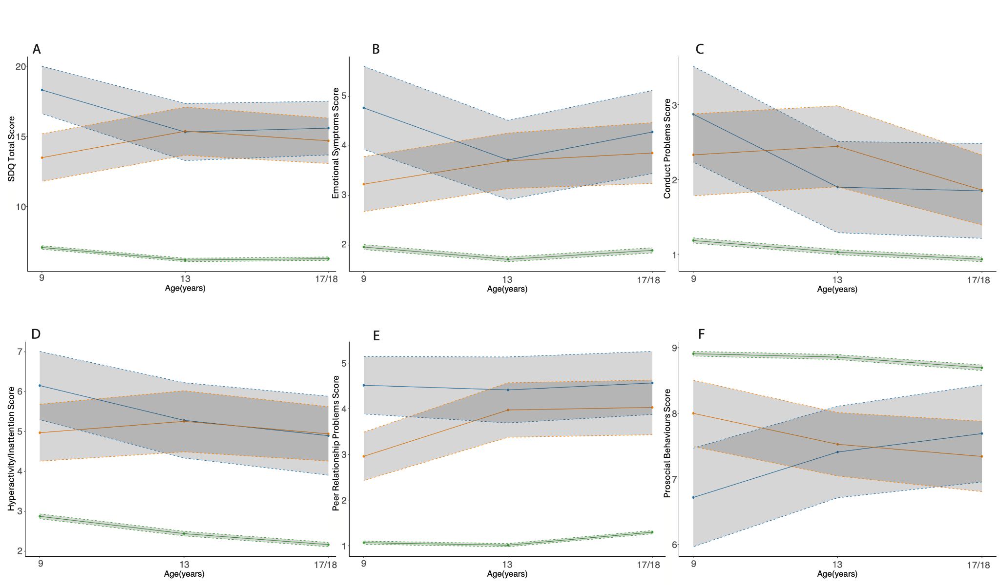 A
SDQ Total Score
20
15
10
9
13
17/18
Age(years)
B
Emotional Symptoms Score
5
4
3
2
9
13
17/18
Age(years)
C
Conduct Problems Score
3
2
1
9
13
17/18
Age(years)
D
Hyperactivity/Inattention Score
7
6
5
4
3
2
9
13
17/18
Age(years)
E
Peer Relationship Problems Score
5
4
3
2
1
9
13
17/18
Age(years)
F
Prosocial Behaviours Score
9
8
7
6
9
13
17/18
Age(years)